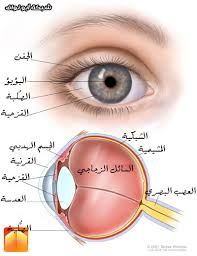 الجفن
البؤبؤ
الصلبة
القزحية
الشبكية
المشيمية
الجسم الهدبي
القرنية
القزحية
السائل الزجاجي
العدسة
العصب البصري